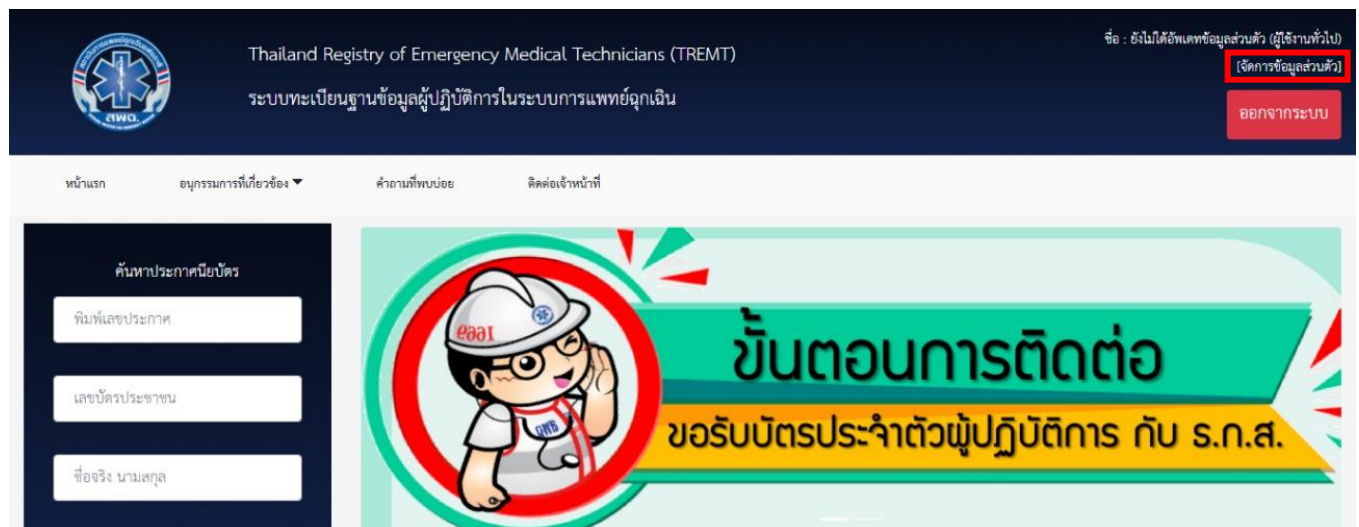 Thailand Registry of Emergency Medical Technicians (TREMT)
ระบบทะเบียนฐานข้อมูลผู้ปฏิบัติการในระบบการแพทย์ฉุกเฉิน
สพฉ.
ชื่อ : ยังไม่ได้อัพเดทข้อมูลส่วนตัว (ผู้ใช้งานทั่วไป)
[จัดการข้อมูลส่วนตัว]
ออกจากระบบ
หน้าแรก อนุกรรมการที่เกี่ยวข้อง คำถามที่พบบ่อย ติดต่อเจ้าหน้าที่
ค้นหาประกาศนียบัตร
พิมพ์เลขประกาศ
เลขบัตรประชาชน
ชื่อจริง นามสกุล
1669
ขั้นตอนการติดต่อ
ขอรับบัตรประจำตัวผู้ปฏิบัติการ กับ ธ.ก.ส.